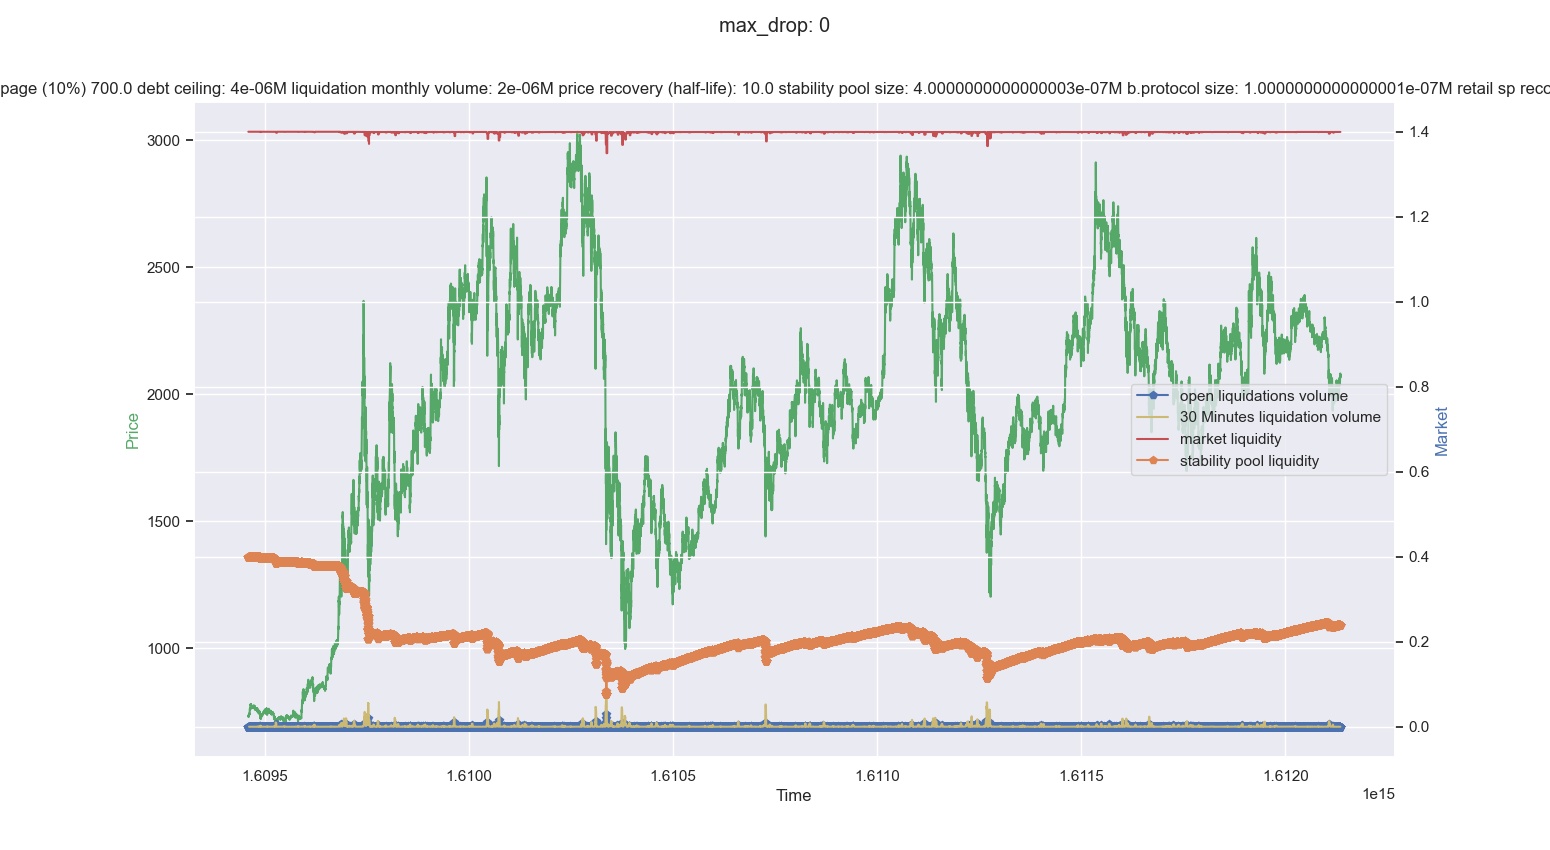 max_drop: 0
page (10%) 700.0 debt ceiling: 4e-06M liquidation monthly volume: 2e-06M price recovery (half-life): 10.0 stability pool size: 4.0000000000000003e-07M b.protocol size: 1.0000000000000001e-07M retail sp reco
3000
2500
2000
1500
1000
Price
1.4
1.2
1.0
0.8
0.6
0.4
0.2
0.0
Market
open liquidations volume
30 Minutes liquidation volume
market liquidity
stability pool liquidity
1.6095
1.6100
1.6105
1.6110
1.6115
1.6120
Time
1e15